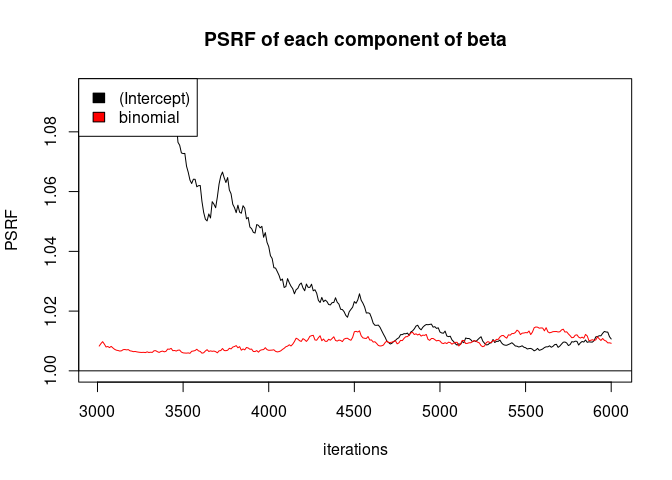 PSRF of each component of beta
(Intercept)
binomial
PSRF
1.08
1.06
1.04
1.02
1.00
3000 3500 4000 4500 5000 5500 6000
iterations